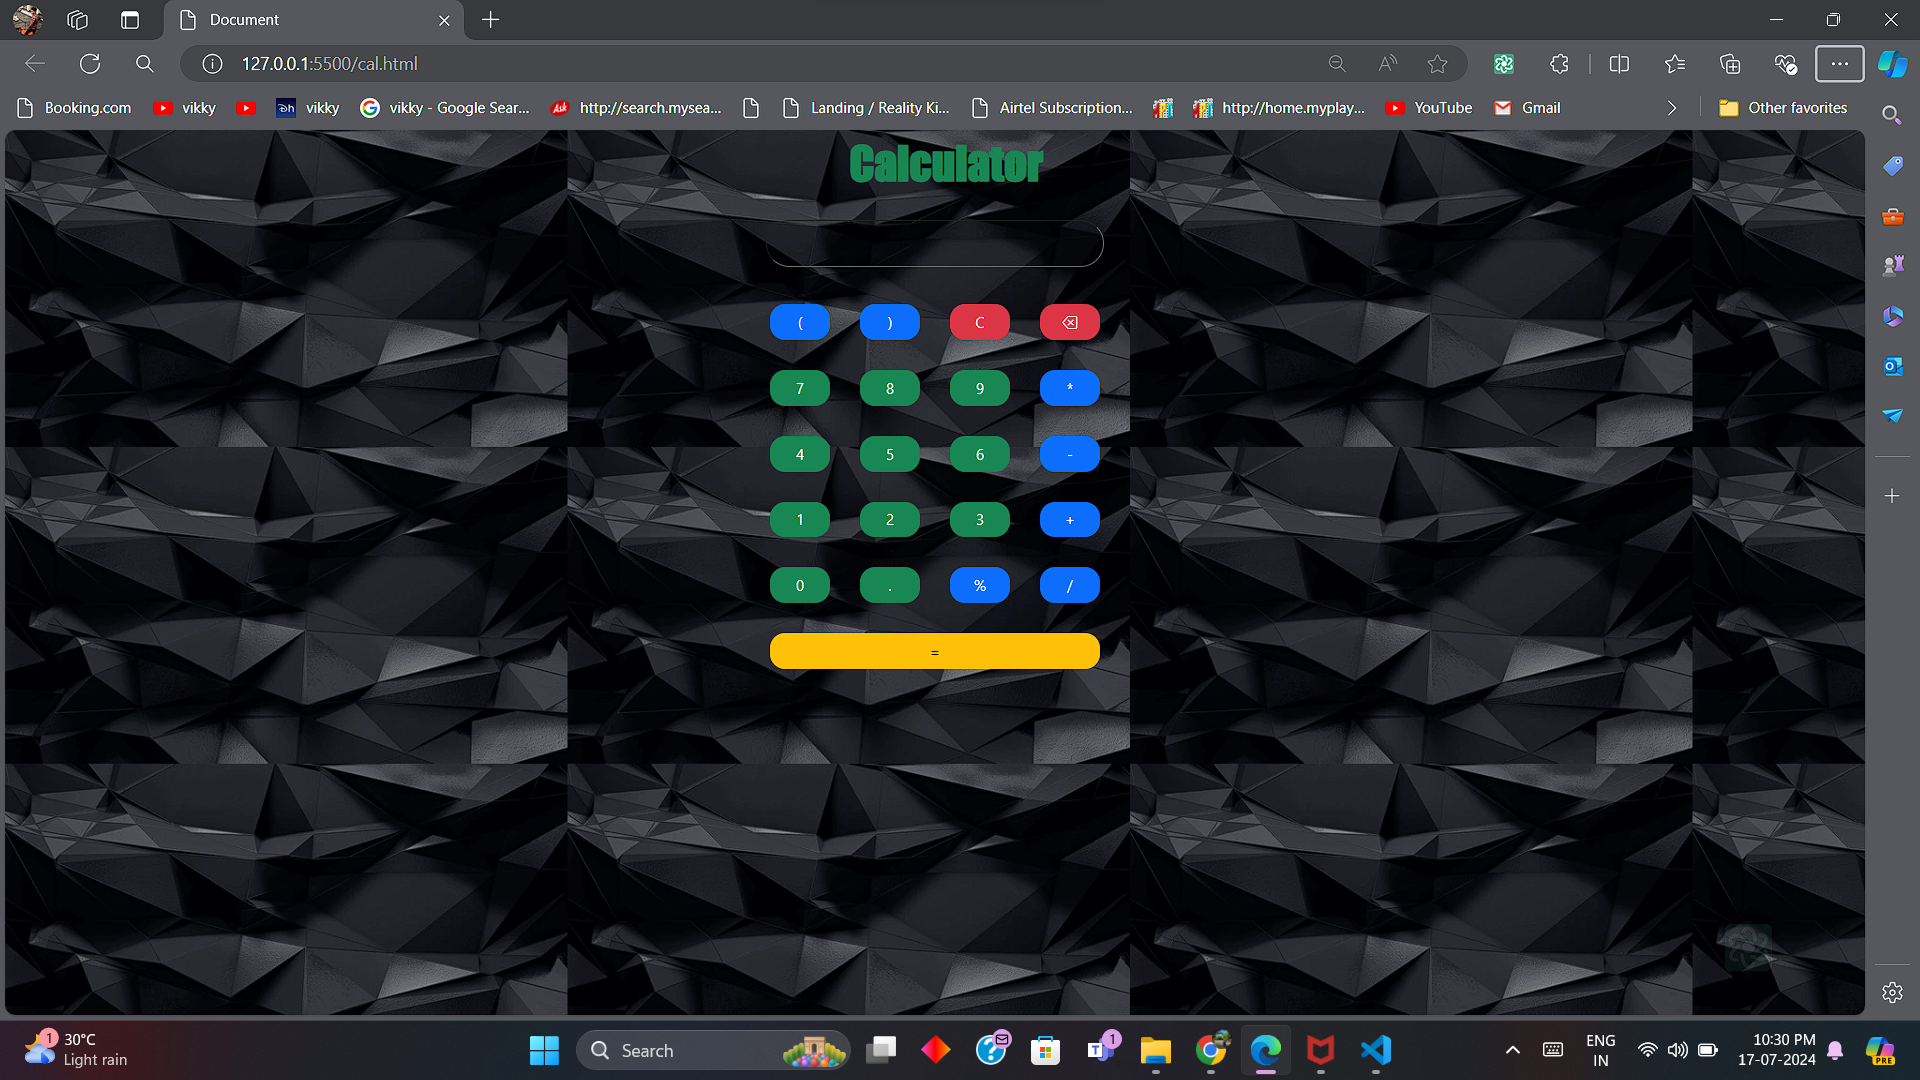 Document
127.0.0.1:5500/cal.html
Booking.com vikky vikky vikky - Google Sear... http://search.mysea... Landing / Reality Ki... Airtel Subscription... http://home.myplay... YouTube Gmail Other favorites
Calculator
( ) C
7 8 9 *
4 5 6 -
1 2 3 +
0 . % /
=
1 30°C
Light rain
Search
1
ENG
IN
10:30 PM
17-07-2024
PRE